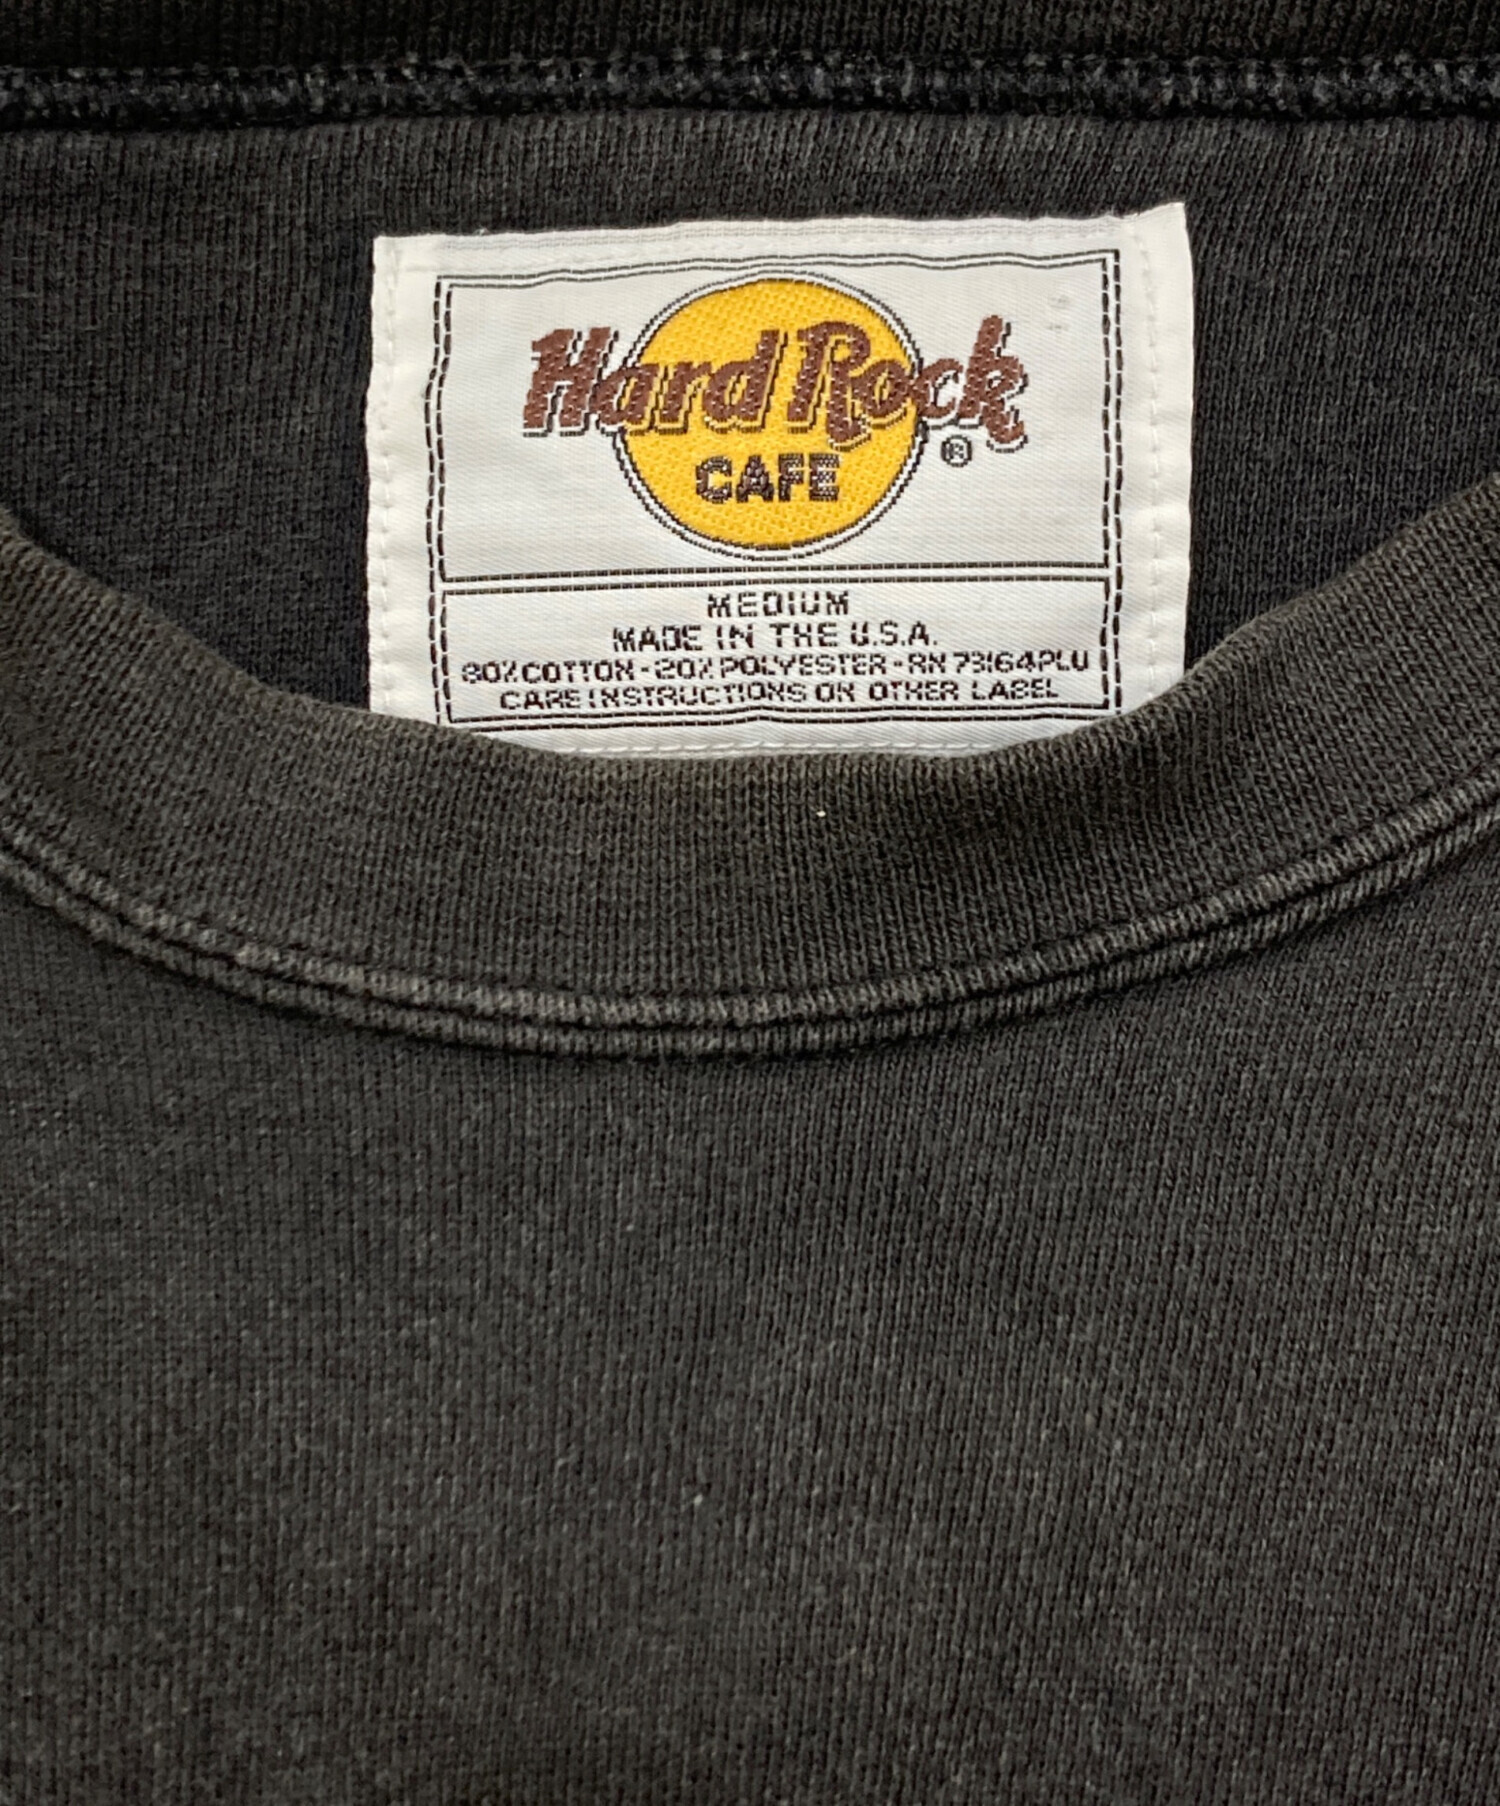 Hard Rock
CAFE
®
MEDIUM
MADE IN THE U.S.A.
80% COTTON - 20% POLYESTER - RN 73164PLU
CARE INSTRUCTIONS ON OTHER LABEL